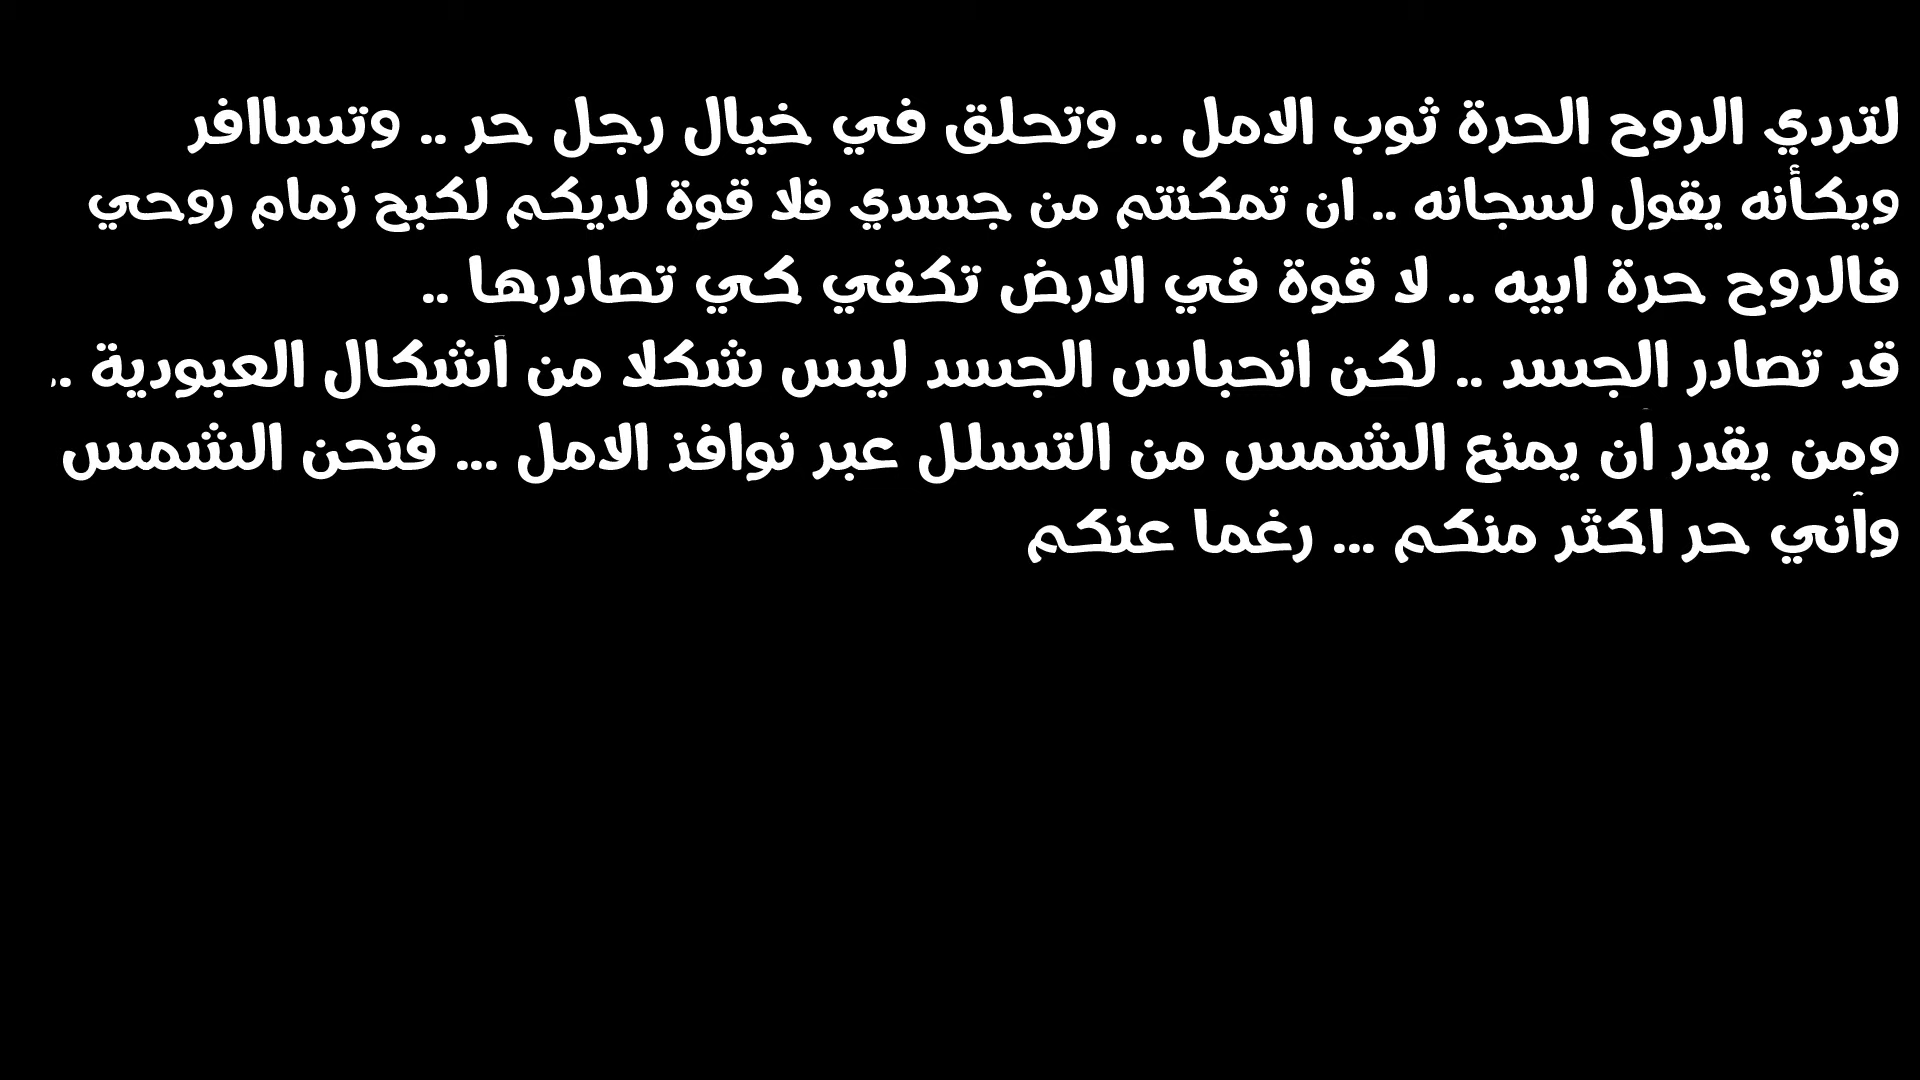 لتردي الروح الحرة ثوب الامل .. وتحلق في خيال رجل حر .. وتساافر
ويكأنه يقول لسجانه .. ان تمكنتم من جسدي فلا قوة لديكم لكبح زمام روحي
فالروح حرة ابيه .. لا قوة في الارض تكفي كي تصادرها ..
قد تصادر الجسد .. لكن انحباس الجسد ليس شكلا من أشكال العبودية ..
ومن يقدر أن يمنع الشمس من التسلل عبر نوافذ الامل ... فنحن الشمس
وأني حر اكثر منكم ... رغما عنكم